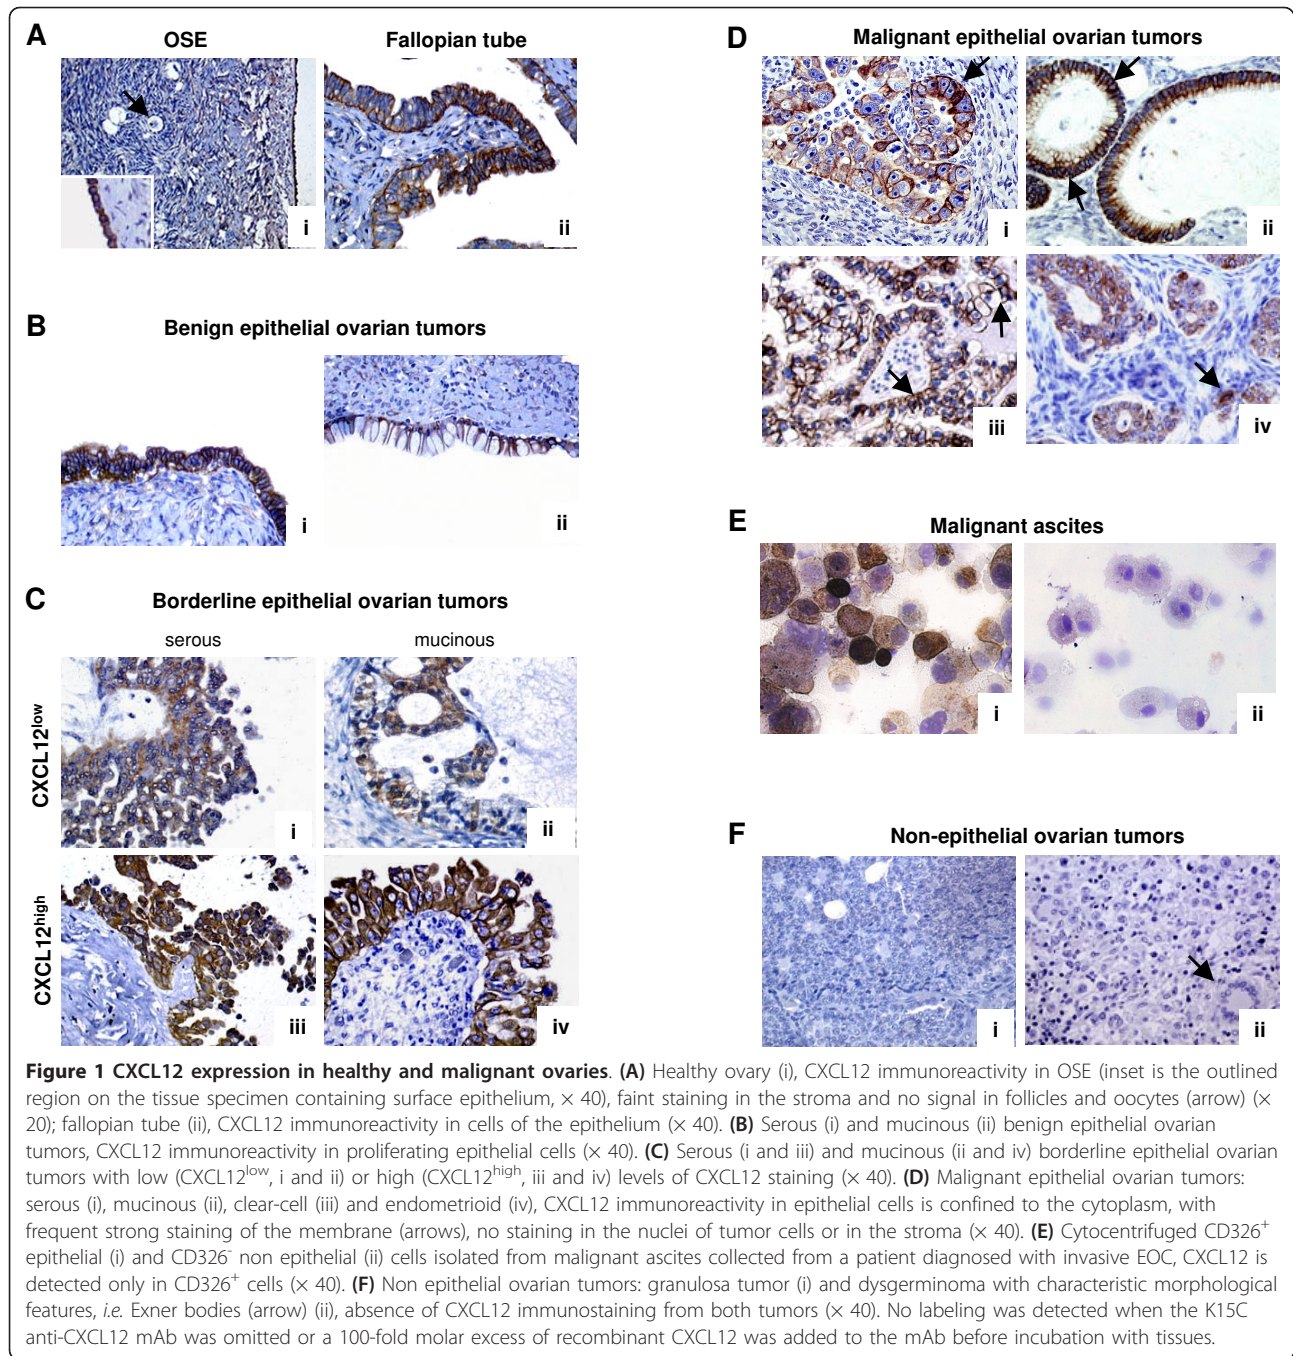 A
OSE
Fallopian tube
i
ii
B
Benign epithelial ovarian tumors
i
ii
C
Borderline epithelial ovarian tumors
serous
mucinous
CXCL12low
i
ii
CXCL12high
iii
iv
D
Malignant epithelial ovarian tumors
i
ii
iii
iv
E
Malignant ascites
i
ii
F
Non-epithelial ovarian tumors
i
ii
Figure 1 CXCL12 expression in healthy and malignant ovaries. (A) Healthy ovary (i), CXCL12 immunoreactivity in OSE (inset is the outlined
region on the tissue specimen containing surface epithelium, × 40), faint staining in the stroma and no signal in follicles and oocytes (arrow) (×
20); fallopian tube (ii), CXCL12 immunoreactivity in cells of the epithelium (× 40). (B) Serous (i) and mucinous (ii) benign epithelial ovarian
tumors, CXCL12 immunoreactivity in proliferating epithelial cells (× 40). (C) Serous (i and iii) and mucinous (ii and iv) borderline epithelial ovarian
tumors with low (CXCL12low, i and ii) or high (CXCL12high, iii and iv) levels of CXCL12 staining (× 40). (D) Malignant epithelial ovarian tumors:
serous (i), mucinous (ii), clear-cell (iii) and endometrioid (iv), CXCL12 immunoreactivity in epithelial cells is confined to the cytoplasm, with
frequent strong staining of the membrane (arrows), no staining in the nuclei of tumor cells or in the stroma (× 40). (E) Cytocentrifuged CD326+
epithelial (i) and CD326- non epithelial (ii) cells isolated from malignant ascites collected from a patient diagnosed with invasive EOC, CXCL12 is
detected only in CD326+ cells (× 40). (F) Non epithelial ovarian tumors: granulosa tumor (i) and dysgerminoma with characteristic morphological
features, i.e. Exner bodies (arrow) (ii), absence of CXCL12 immunostaining from both tumors (× 40). No labeling was detected when the K15C
anti-CXCL12 mAb was omitted or a 100-fold molar excess of recombinant CXCL12 was added to the mAb before incubation with tissues.